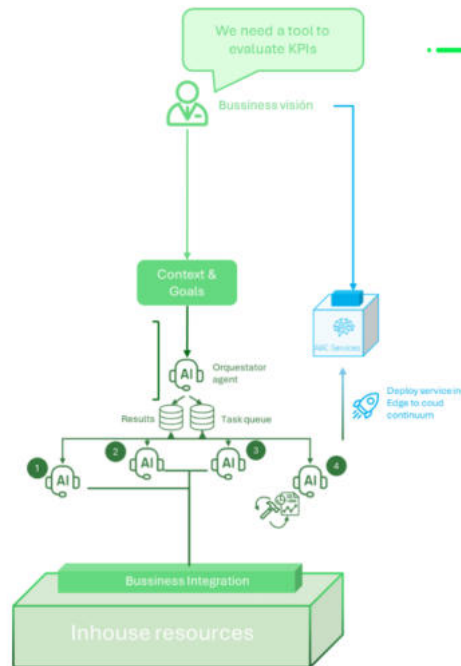 We need a tool to
evaluate KPIs
Bussiness visión
Context &
Goals
Orquestator
agent
AI
Results
Task queue
1
2
3
4
AI
AI
AI
AI
Services
Deploy service in
Edge to coud
continuum
Bussiness Integration
Inhouse resources